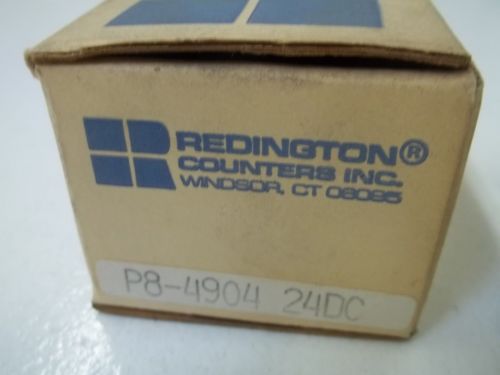 REDINGTON®
COUNTERS INC.
WINDSOR, CT 06095
P8-4904 24DC